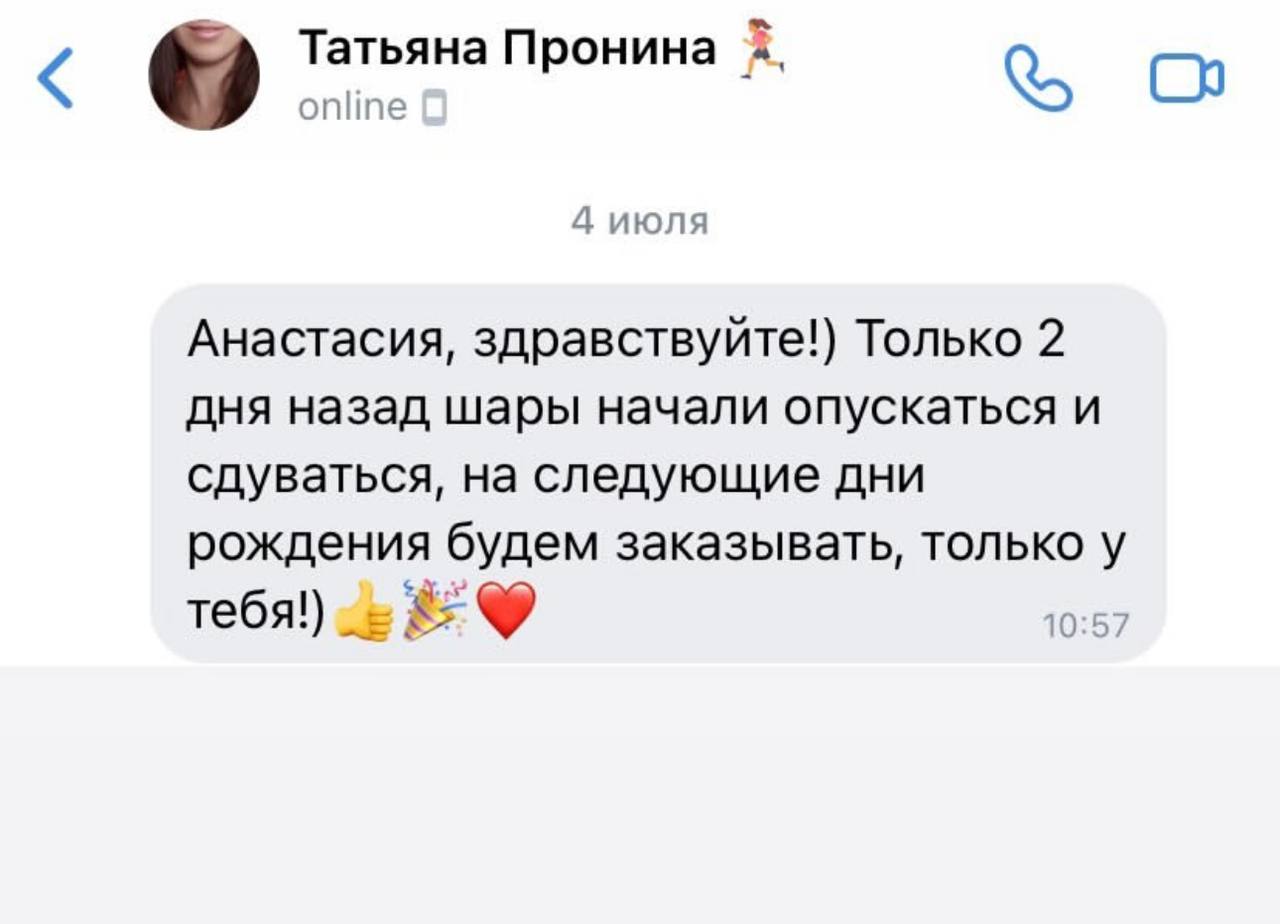 Татьяна Пронина 🏃‍♀️
online
4 июля
Анастасия, здравствуйте!) Только 2
дня назад шары начали опускаться и
сдуваться, на следующие дни
рождения будем заказывать, только у
тебя!)👍🎉❤️
10:57